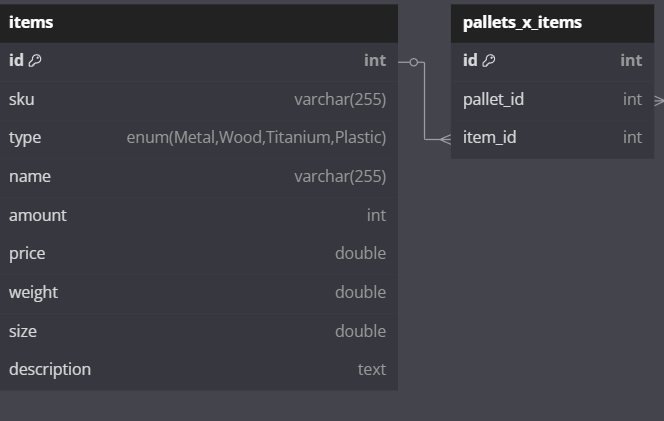 items
id int
sku varchar(255)
type enum(Metal,Wood,Titanium,Plastic)
name varchar(255)
amount int
price double
weight double
size double
description text
pallets_x_items
id int
pallet_id int
item_id int